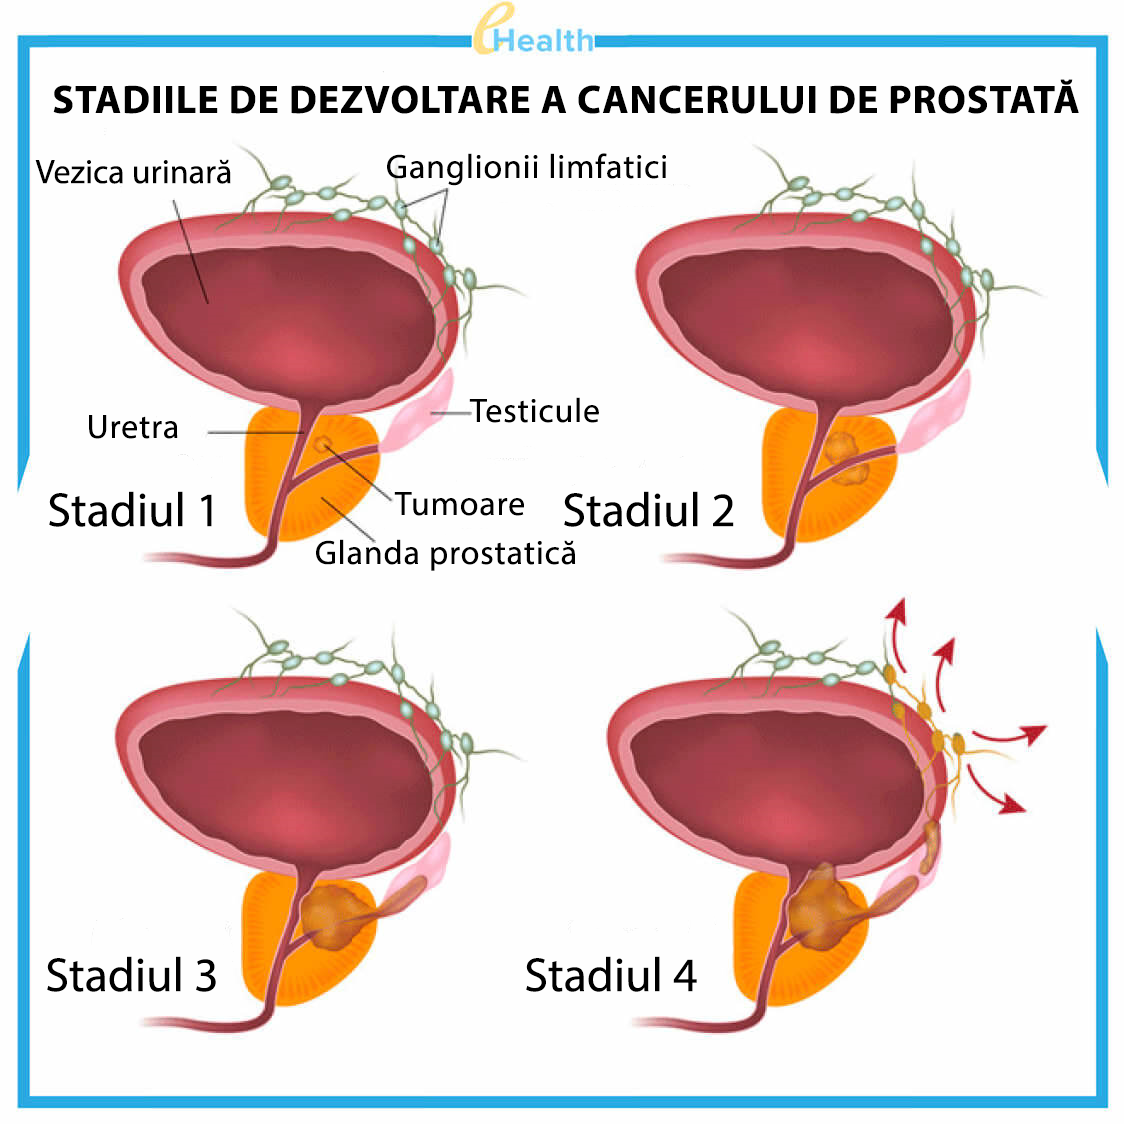 eHealth
STADIILE DE DEZVOLTARE A CANCERULUI DE PROSTATĂ
Vezica urinară
Ganglionii limfatici
Uretra
Testicule
Tumoare
Glanda prostatică
Stadiul 1
Stadiul 2
Stadiul 3
Stadiul 4